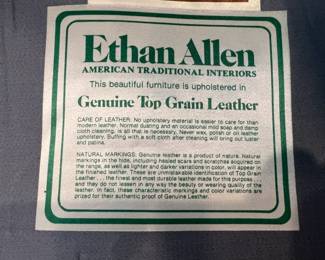 Ethan Allen
AMERICAN TRADITIONAL INTERIORS
This beautiful furniture is upholstered in
Genuine Top Grain Leather
CARE OF LEATHER: No upholstery material is easier to care for than
modern leather. Normal dusting and an occasional mild soap and damp
cloth cleaning, is all that is necessary. Never wax, polish or oil leather
upholstery. Buffing with a soft cloth after cleaning will bring out luster
and patina.
NATURAL MARKINGS: Genuine leather is a product of nature. Natural
markings in the hide, including healed scars and scratches acquired on
the range, as well as lighter and darker variations in color, will appear in
the finished leather. These are unmistakable identification of Top Grain
Leather . . . the finest and most durable leather made for this purpose . . .
and they do not lessen in any way the beauty or wearing quality of the
leather. In fact, these characteristic markings and color variations are
prized for their authentic proof of Genuine Leather.